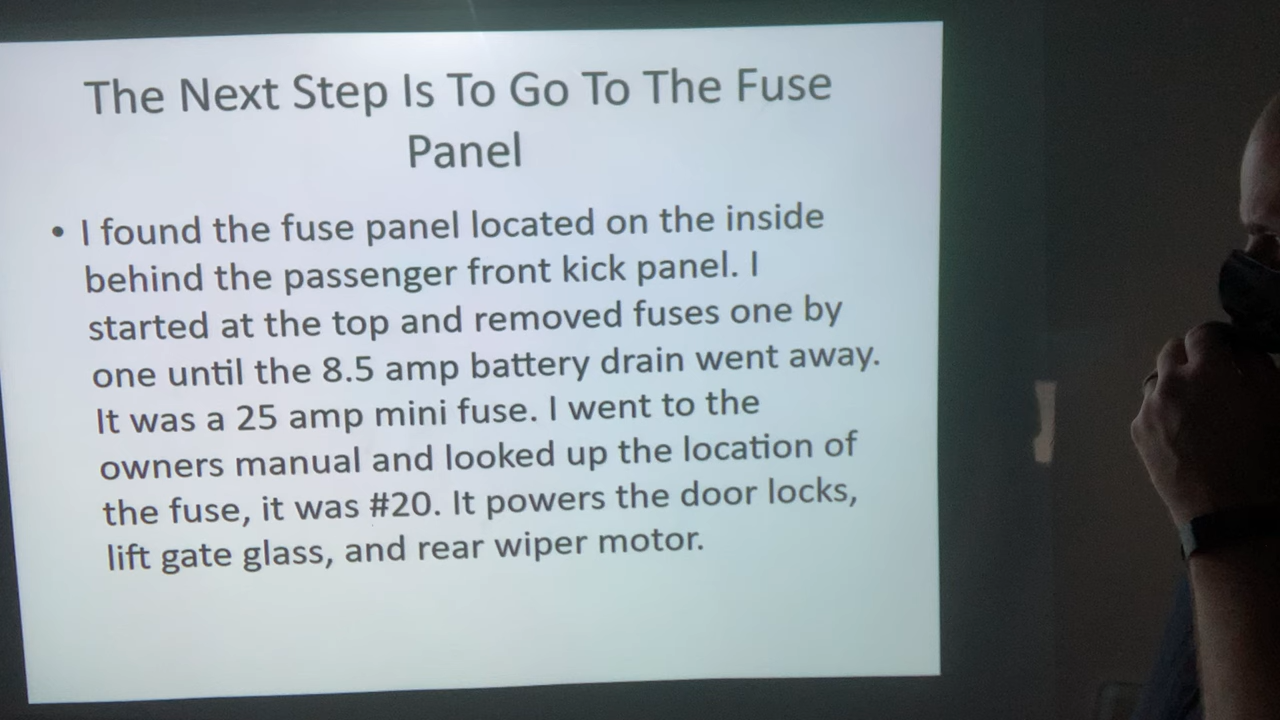 The Next Step Is To Go To The Fuse
Panel
• I found the fuse panel located on the inside
behind the passenger front kick panel. I
started at the top and removed fuses one by
one until the 8.5 amp battery drain went away.
It was a 25 amp mini fuse. I went to the
owners manual and looked up the location of
the fuse, it was #20. It powers the door locks,
lift gate glass, and rear wiper motor.